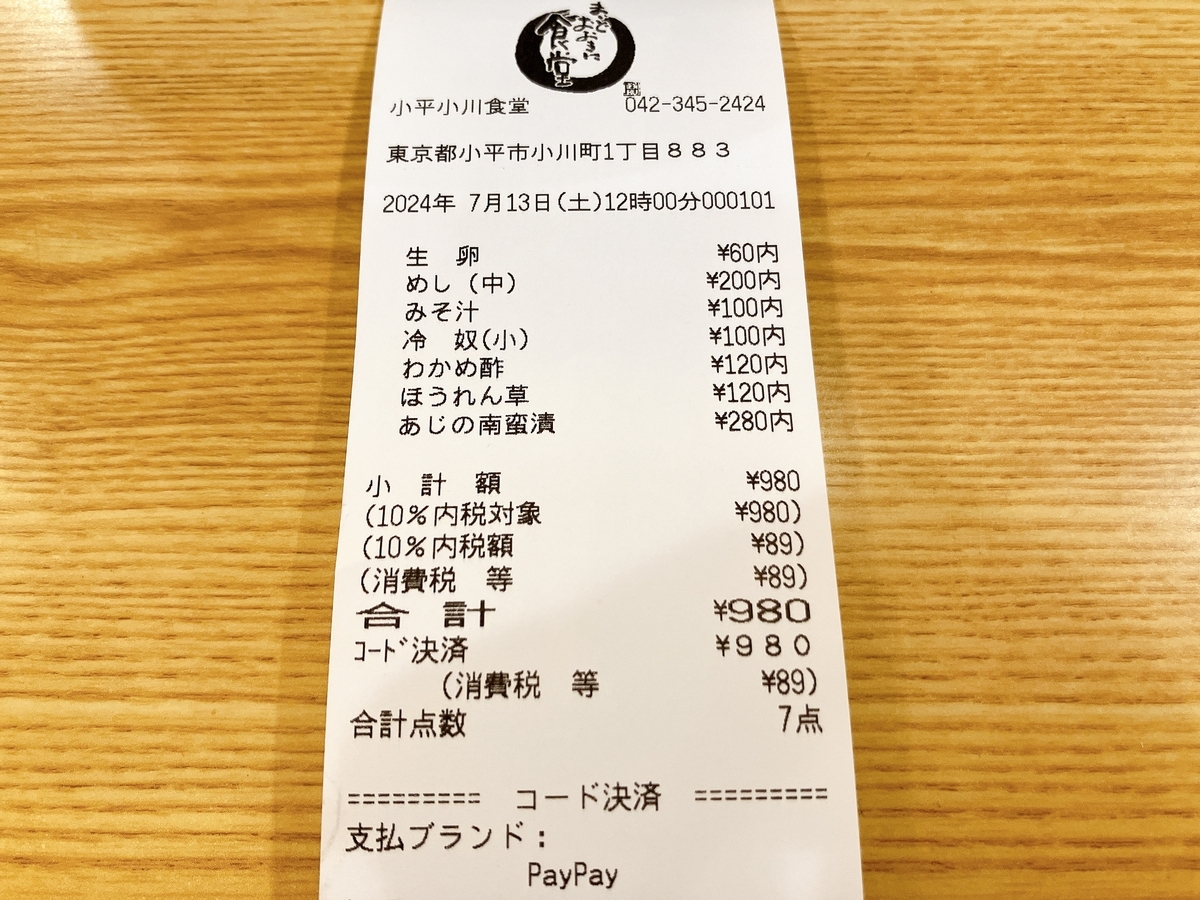 まいどおおきに
食堂
小平小川食堂 042-345-2424
東京都小平市小川町1丁目883
2024年 7月13日(土)12時00分000101
生 卵 ¥60内
めし(中) ¥200内
みそ汁 ¥100内
冷 奴(小) ¥100内
わかめ酢 ¥120内
ほうれん草 ¥120内
あじの南蛮漬 ¥280内
小 計 額 ¥980
(10%内税対象 ¥980)
(10%内税額 ¥89)
(消費税 等 ¥89)
合 計 ¥980
コード決済 ¥980
(消費税 等 ¥89)
合計点数 7点
========= コード決済 =========
支払ブランド:
PayPay